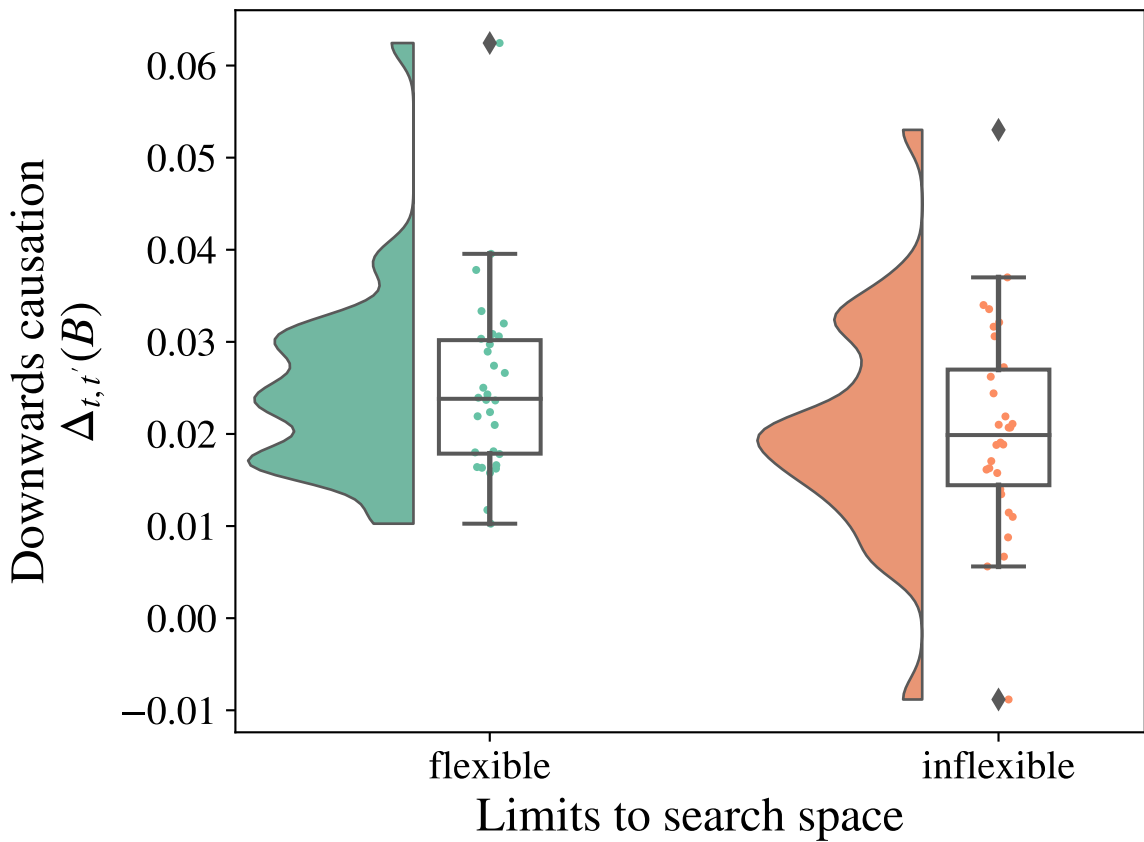 Downwards causation
Δt,t′(B)
0.06
0.05
0.04
0.03
0.02
0.01
0.00
−0.01
flexible inflexible
Limits to search space